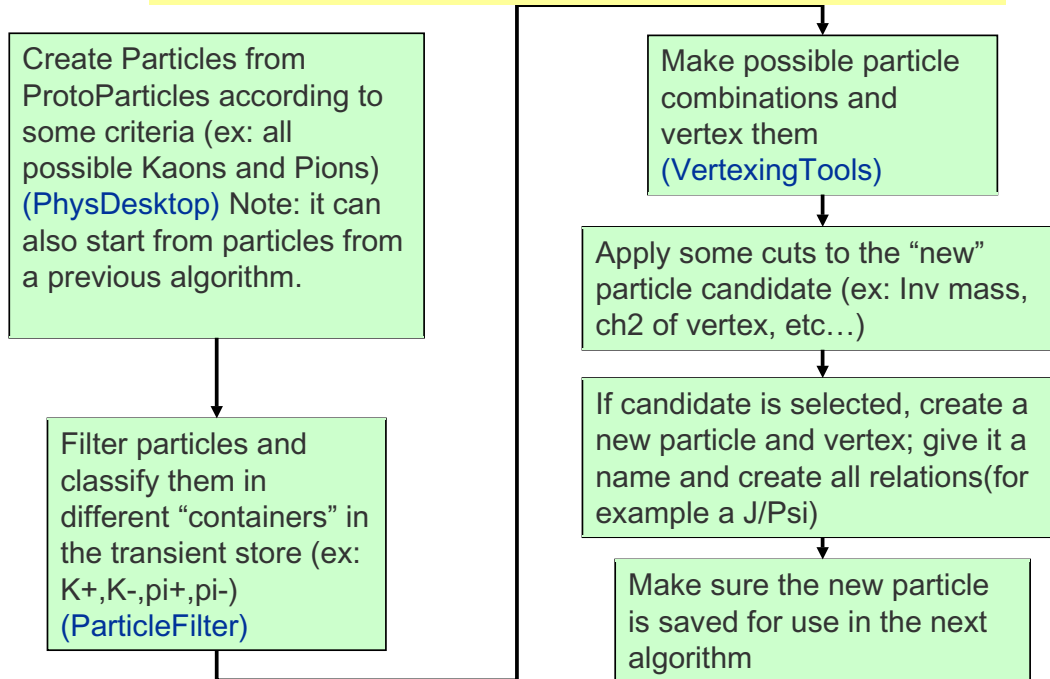 Create Particles from
ProtoParticles according to
some criteria (ex: all
possible Kaons and Pions)
(PhysDesktop) Note: it can
also start from particles from
a previous algorithm.
Filter particles and
classify them in
different “containers” in
the transient store (ex:
K+,K-,pi+,pi-)
(ParticleFilter)
Make possible particle
combinations and
vertex them
(VertexingTools)
Apply some cuts to the “new”
particle candidate (ex: Inv mass,
ch2 of vertex, etc…)
If candidate is selected, create a
new particle and vertex; give it a
name and create all relations(for
example a J/Psi)
Make sure the new particle
is saved for use in the next
algorithm